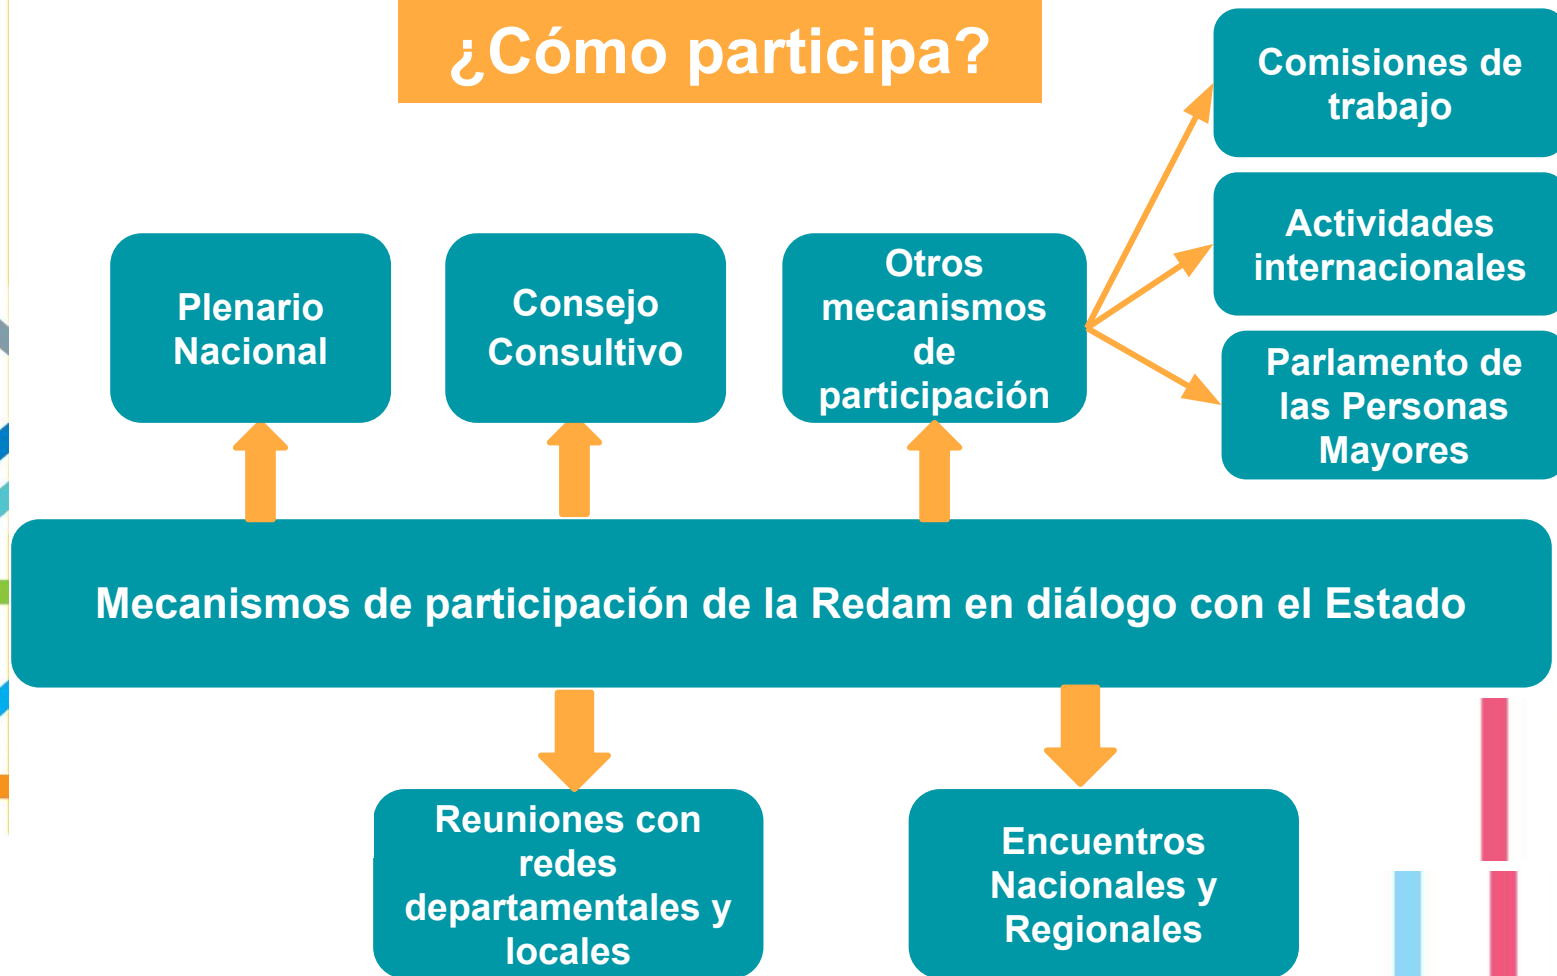 ¿Cómo participa?
Comisiones de
trabajo
Actividades
internacionales
Parlamento de
las Personas
Mayores
Plenario
Nacional
Consejo
Consultivo
Otros
mecanismos
de
participación
Mecanismos de participación de la Redam en diálogo con el Estado
Reuniones con
redes
departamentales y
locales
Encuentros
Nacionales y
Regionales